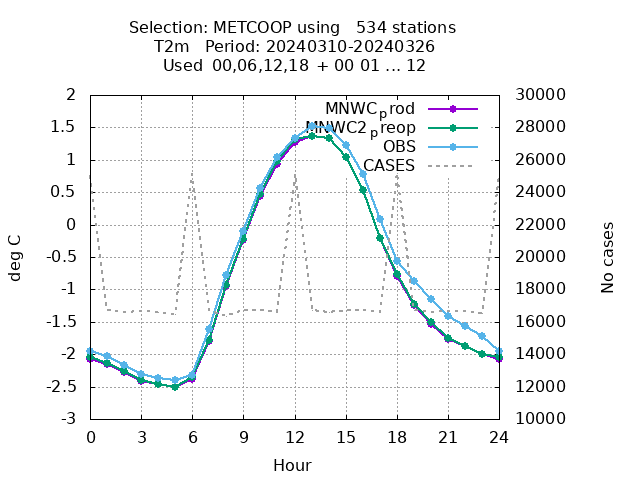 Selection: METCOOP using 534 stations
T2m Period: 20240310-20240326
Used 00,06,12,18 + 00 01 ... 12
2 30000
MNWCprod
1.5 28000
MNWC2preop
OBS
1 26000
CASES
0.5 24000
0 22000
-0.5 20000
-1 18000
-1.5 16000
-2 14000
-2.5 12000
-3 10000
deg C
No cases
0 3 6 9 12 15 18 21 24
Hour